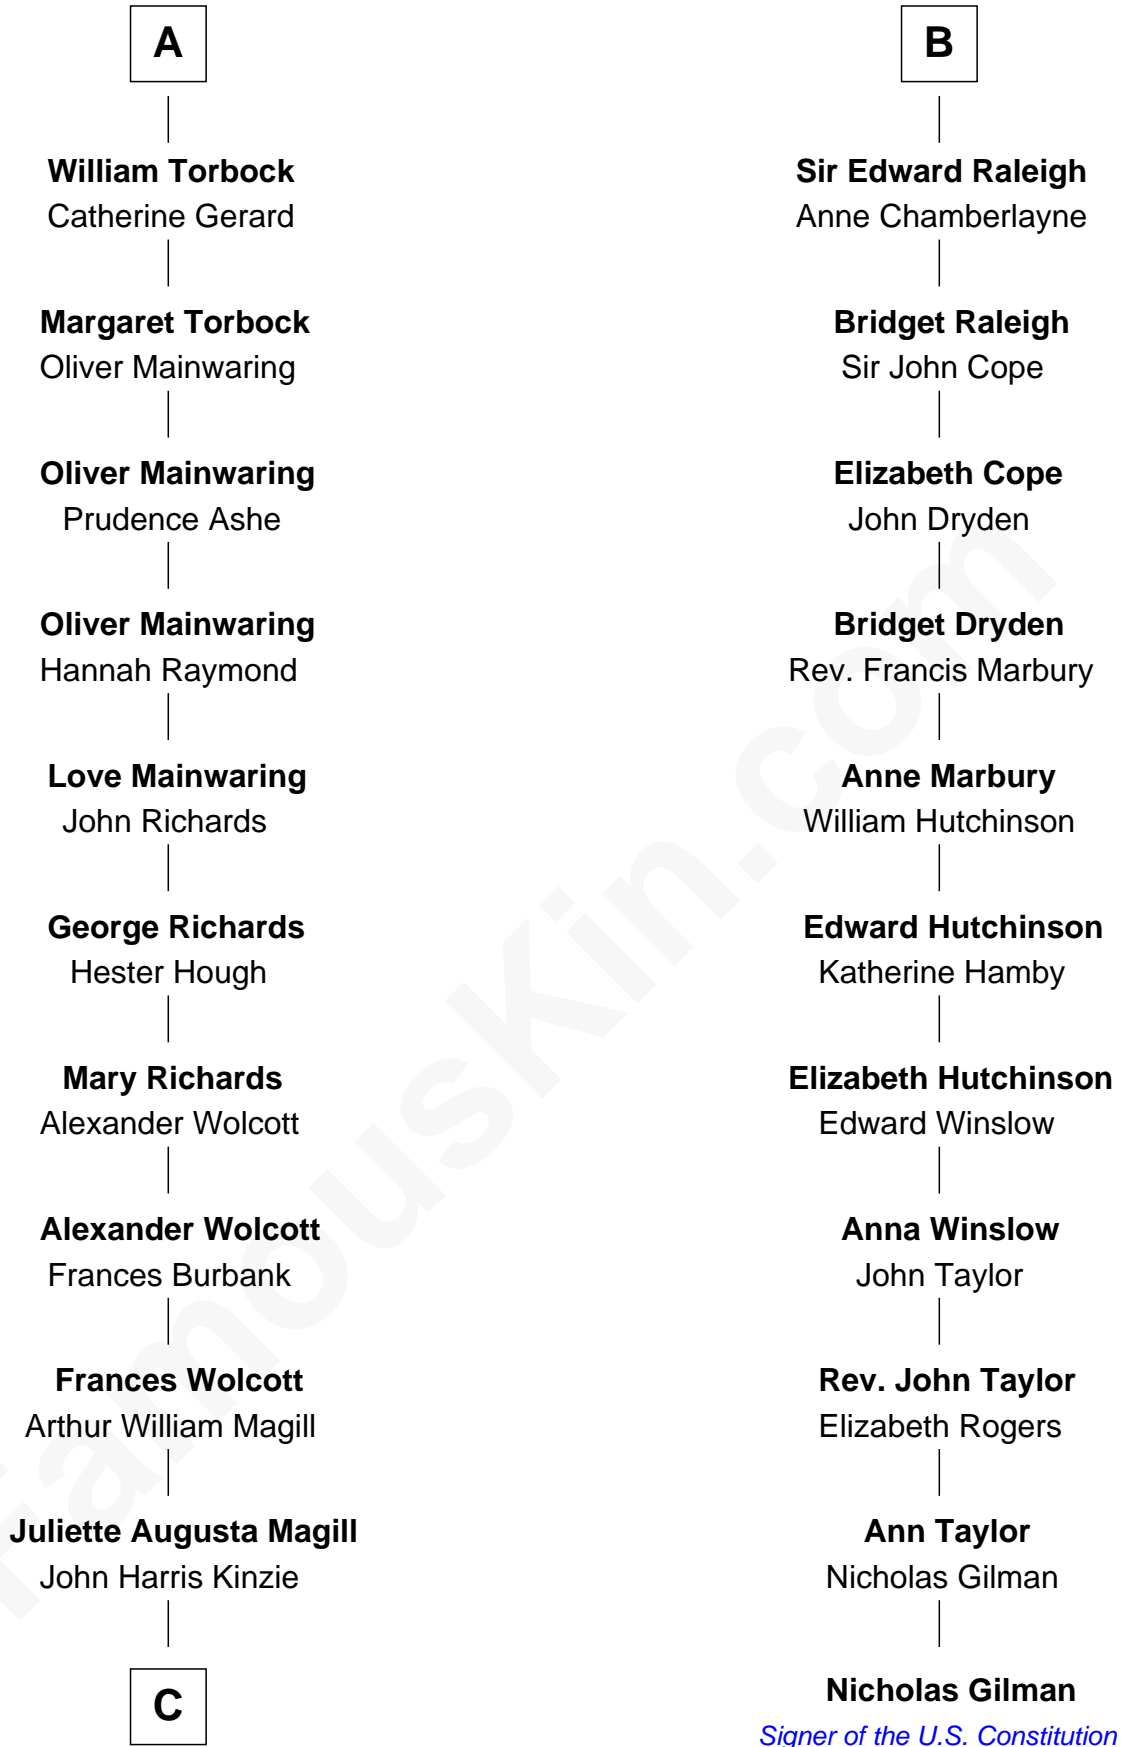 A
William Torbock
Catherine Gerard
Margaret Torbock
Oliver Mainwaring
Oliver Mainwaring
Prudence Ashe
Oliver Mainwaring
Hannah Raymond
Love Mainwaring
John Richards
George Richards
Hester Hough
Mary Richards
Alexander Wolcott
Alexander Wolcott
Frances Burbank
Frances Wolcott
Arthur William Magill
Juliette Augusta Magill
John Harris Kinzie
C
B
Sir Edward Raleigh
Anne Chamberlayne
Bridget Raleigh
Sir John Cope
Elizabeth Cope
John Dryden
Bridget Dryden
Rev. Francis Marbury
Anne Marbury
William Hutchinson
Edward Hutchinson
Katherine Hamby
Elizabeth Hutchinson
Edward Winslow
Anna Winslow
John Taylor
Rev. John Taylor
Elizabeth Rogers
Ann Taylor
Nicholas Gilman
Nicholas Gilman
Signer of the U.S. Constitution
FamousKin.com